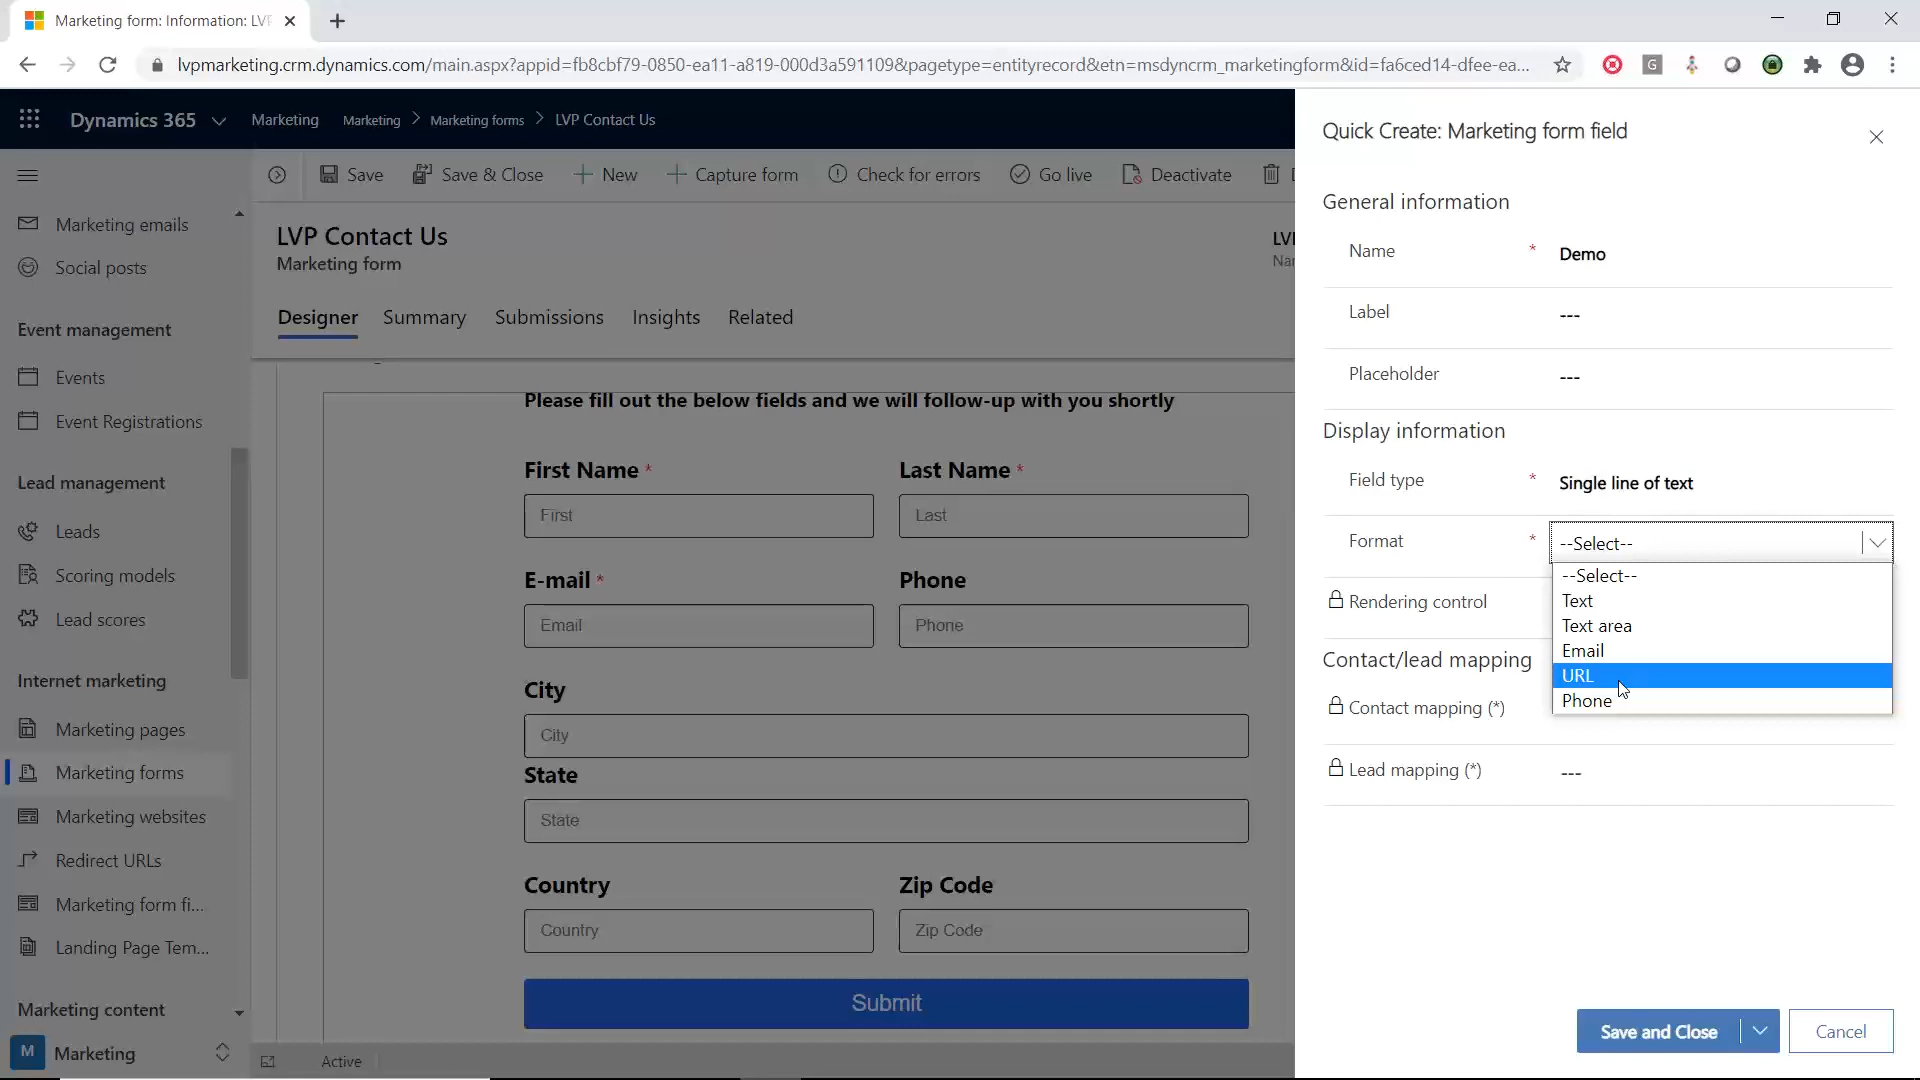 Marketing form: Information: LV
lvpmarketing.crm.dynamics.com/main.aspx?appid=fb8cbf79-0850-ea11-a819-000d3a591109&pagetype=entityrecord&etn=msdyncrm_marketingform&id=fa6ced14-dfee-ea...
G
Dynamics 365
Marketing
Marketing > Marketing forms > LVP Contact Us
Save
Save & Close
New
Capture form
Check for errors
Go live
Deactivate
Marketing emails
Social posts
Event management
Events
Event Registrations
Lead management
Leads
Scoring models
Lead scores
Internet marketing
Marketing pages
Marketing forms
Marketing websites
Redirect URLs
Marketing form fi...
Landing Page Tem...
Marketing content
M Marketing
LVP Contact Us
Marketing form
LVP
Designer
Summary
Submissions
Insights
Related
Please fill out the below fields and we will follow-up with you shortly
First Name *
Last Name *
First
Last
E-mail *
Phone
Email
Phone
City
City
State
State
Country
Zip Code
Country
Zip Code
Submit
Active
Quick Create: Marketing form field
General information
Name * Demo
Label ---
Placeholder ---
Display information
Field type * Single line of text
Format * --Select--
--Select--
Text
Text area
Email
URL
Phone
Rendering control
Contact/lead mapping
Contact mapping (*)
Lead mapping (*) ---
Save and Close
Cancel